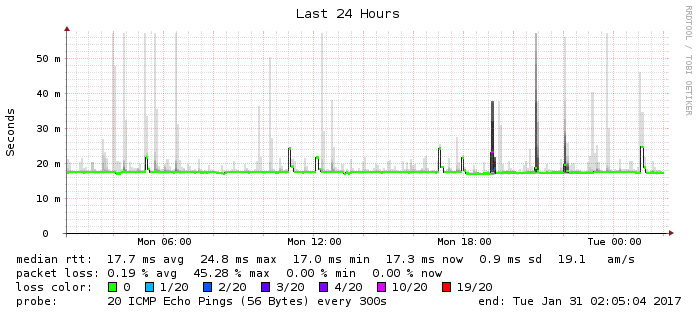 Last 24 Hours
RRDTOOL / TOBI OETIKER
Seconds
50 m
40 m
30 m
20 m
10 m
0
Mon 06:00 Mon 12:00 Mon 18:00 Tue 00:00
median rtt: 17.7 ms avg 24.8 ms max 17.0 ms min 17.3 ms now 0.9 ms sd 19.1 am/s
packet loss: 0.19 % avg 45.28 % max 0.00 % min 0.00 % now
loss color: 0 1/20 2/20 3/20 4/20 10/20 19/20
probe: 20 ICMP Echo Pings (56 Bytes) every 300s end: Tue Jan 31 02:05:04 2017